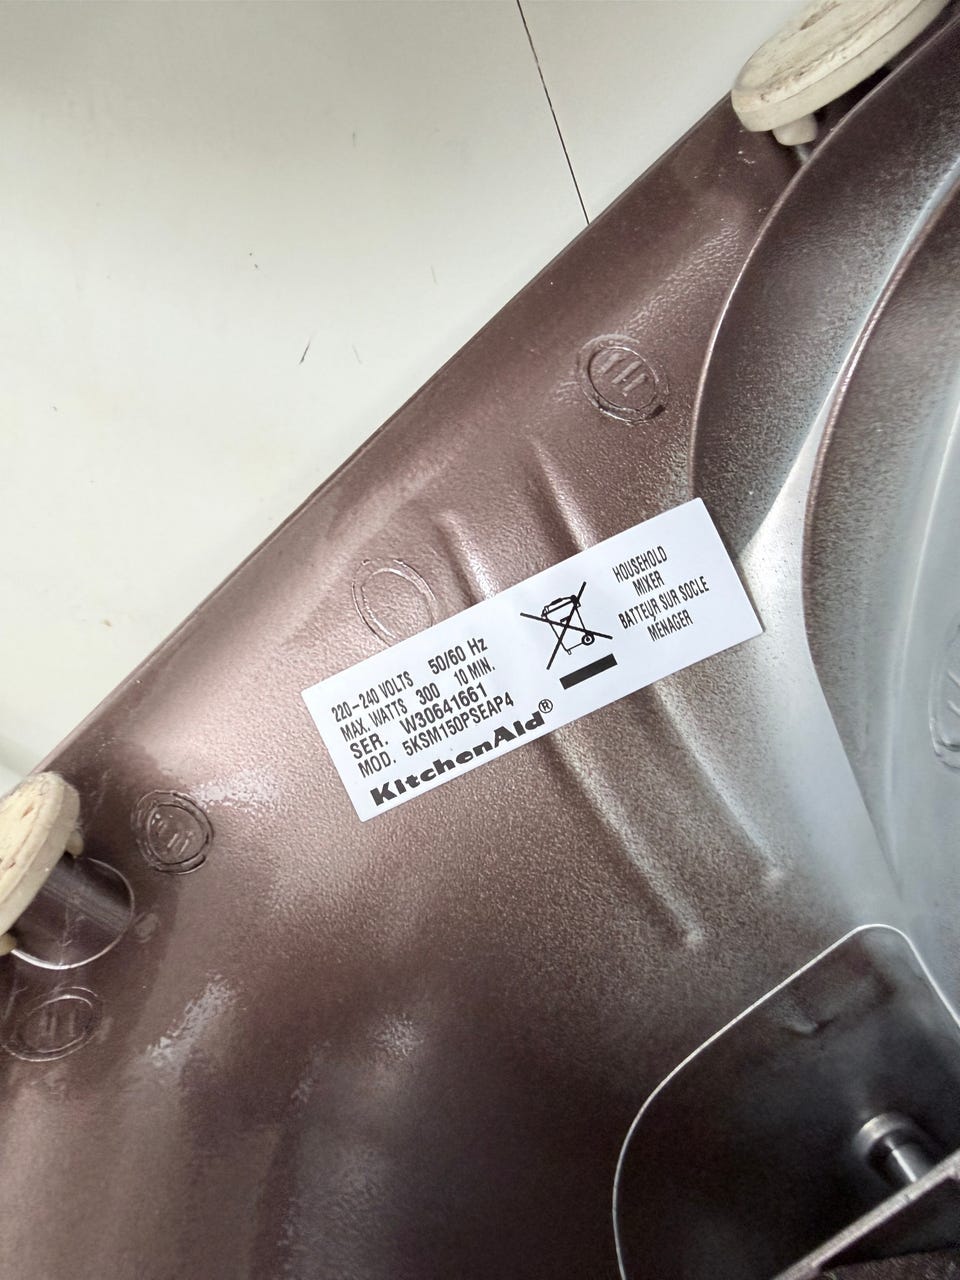 220-240 VOLTS 50/60 Hz
MAX. WATTS 300 10 MIN.
SER. W30641661
MOD. 5KSM150PSEAP4
KitchenAid®
HOUSEHOLD
MIXER
BATTEUR SUR SOCLE
MENAGER